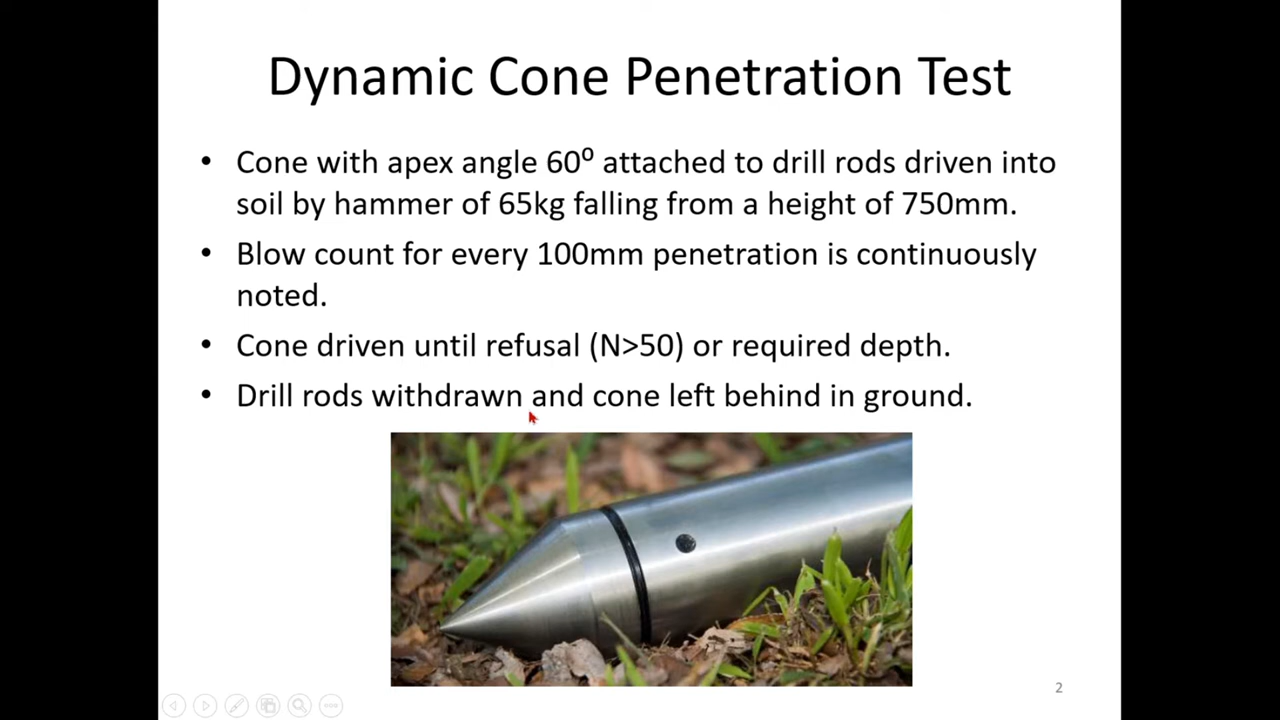 Dynamic Cone Penetration Test
• Cone with apex angle 60⁰ attached to drill rods driven into
soil by hammer of 65kg falling from a height of 750mm.
• Blow count for every 100mm penetration is continuously
noted.
• Cone driven until refusal (N>50) or required depth.
• Drill rods withdrawn and cone left behind in ground.
2